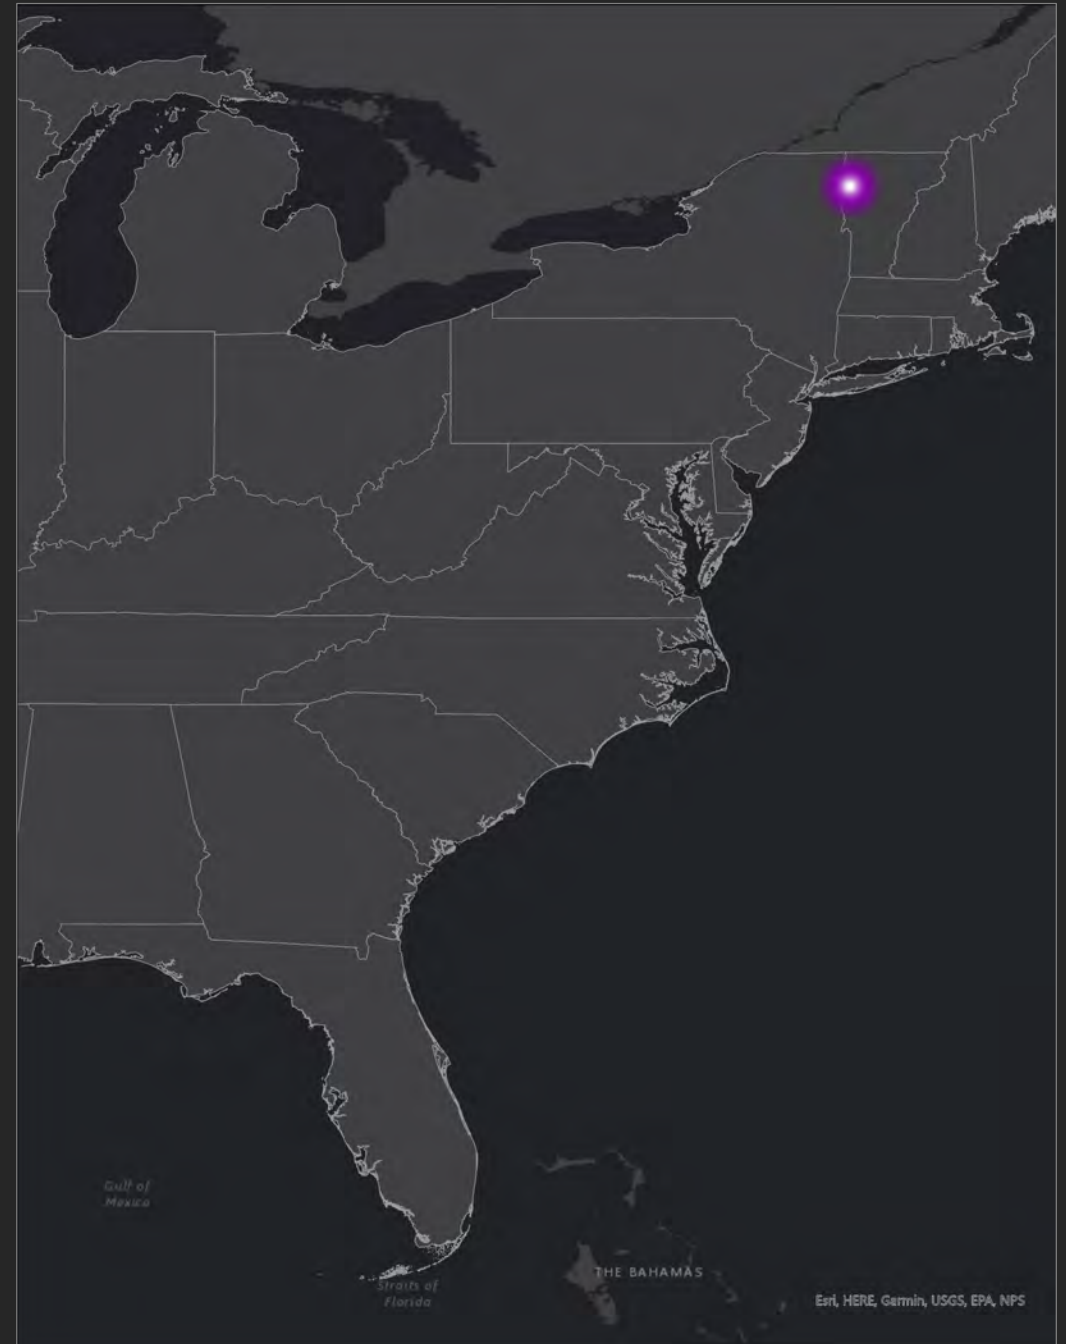 Gulf of
Mexico
THE BAHAMAS
Straits of
Florida
Esri, HERE, Garmin, USGS, EPA, NPS